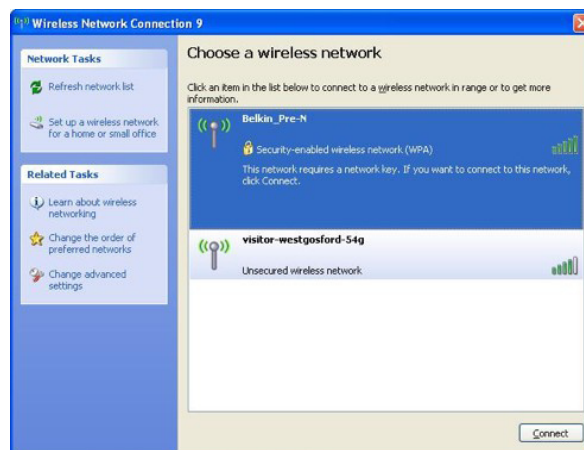 Wireless Network Connection 9
Network Tasks
Refresh network list
Set up a wireless network
for a home or small office
Related Tasks
Learn about wireless
networking
Change the order of
preferred networks
Change advanced
settings
Choose a wireless network
Click an item in the list below to connect to a wireless network in range or to get more
information.
Belkin_Pre-N
Security-enabled wireless network (WPA)
This network requires a network key. If you want to connect to this network,
click Connect.
visitor-westgosford-54g
Unsecured wireless network
Connect